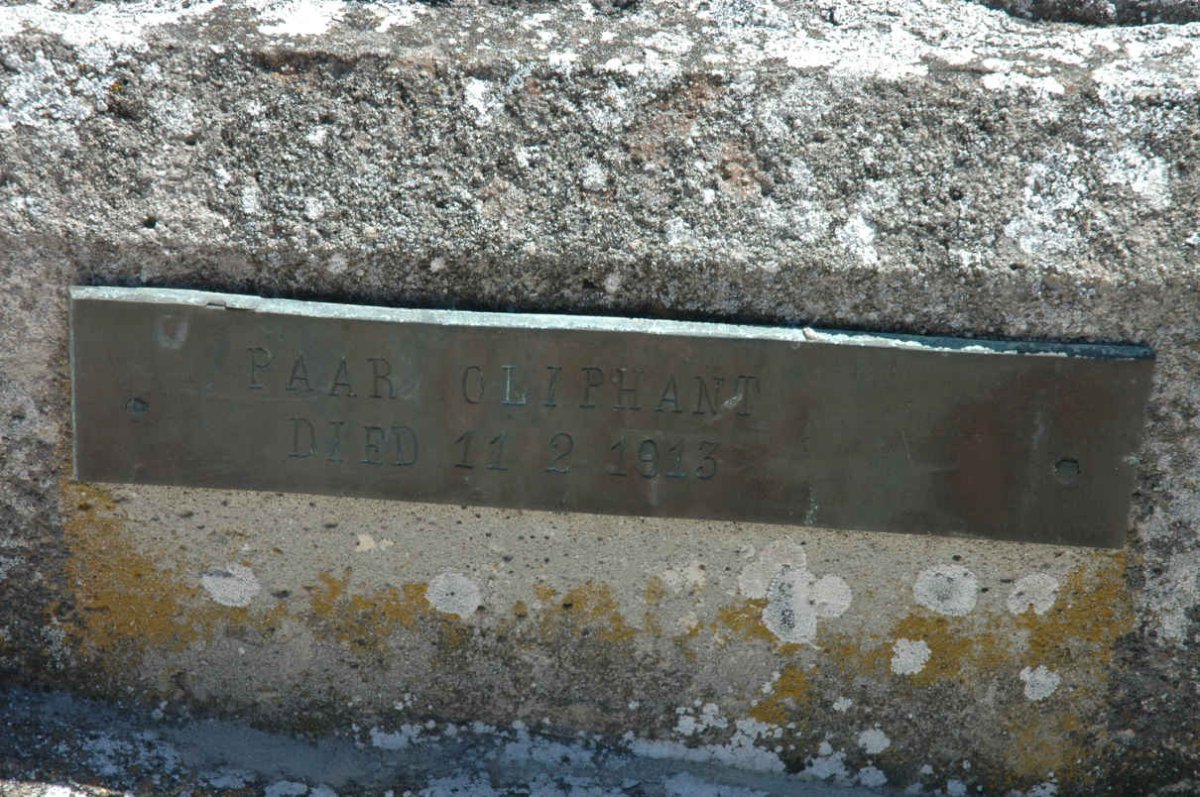 PAAR OLIPHANT
DIED 11 2 1913